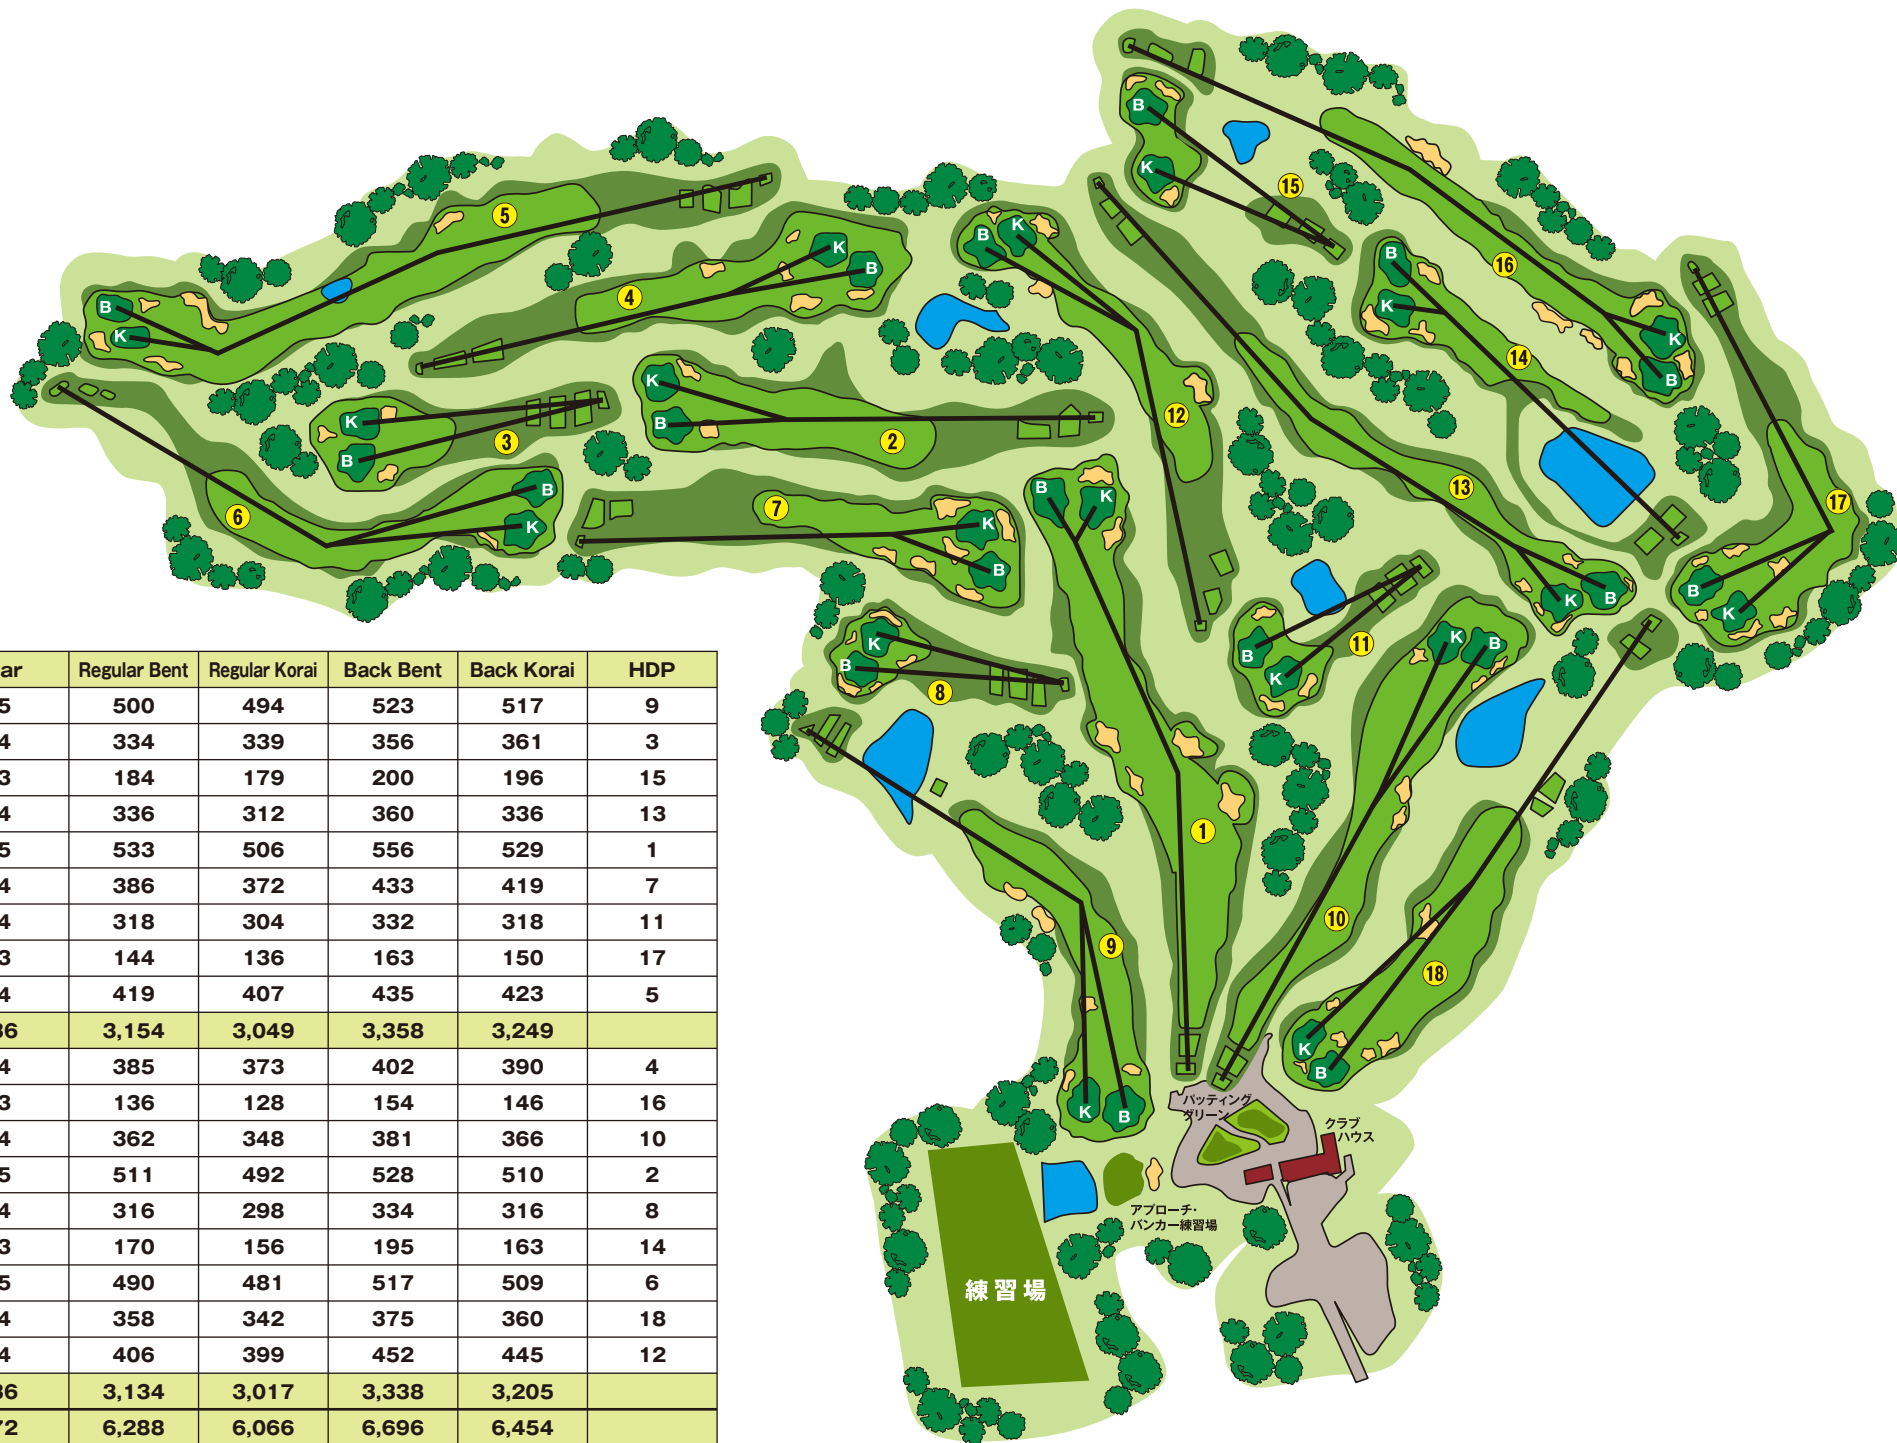 ar Regular Bent Regular Korai Back Bent Back Korai HDP
5 500 494 523 517 9
4 334 339 356 361 3
3 184 179 200 196 15
4 336 312 360 336 13
5 533 506 556 529 1
4 386 372 433 419 7
4 318 304 332 318 11
3 144 136 163 150 17
4 419 407 435 423 5
36 3,154 3,049 3,358 3,249
4 385 373 402 390 4
3 136 128 154 146 16
4 362 348 381 366 10
5 511 492 528 510 2
4 316 298 334 316 8
3 170 156 195 163 14
5 490 481 517 509 6
4 358 342 375 360 18
4 406 399 452 445 12
36 3,134 3,017 3,338 3,205
72 6,288 6,066 6,696 6,454
B
K
15
K
B
16
K
B
B
K
14
17
B
K
5
B
K
4
K
B
B
K
12
13
K
B
K
B
3
K
B
2
6
B
K
7
K
B
B
K
1
B
K
11
K
B
10
K
B
8
9
K
B
18
K
B
パッティング
グリーン
クラブ
ハウス
アプローチ・
バンカー練習場
練習場